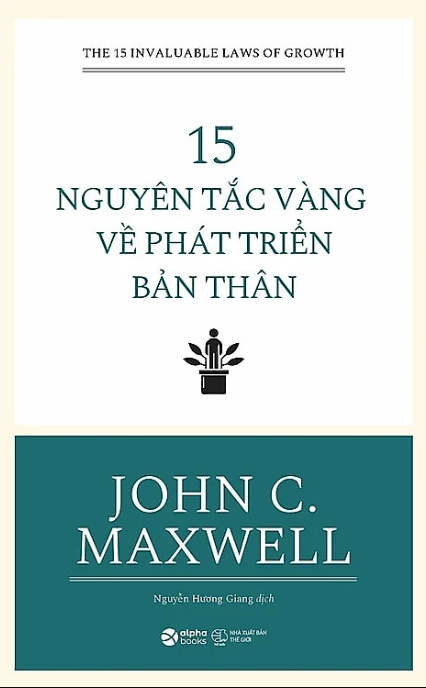 THE 15 INVALUABLE LAWS OF GROWTH
15
NGUYÊN TẮC VÀNG
VỀ PHÁT TRIỂN
BẢN THÂN
JOHN C.
MAXWELL
Nguyễn Hương Giang dịch
alpha
books
NHÀ XUẤT BẢN
THẾ GIỚI